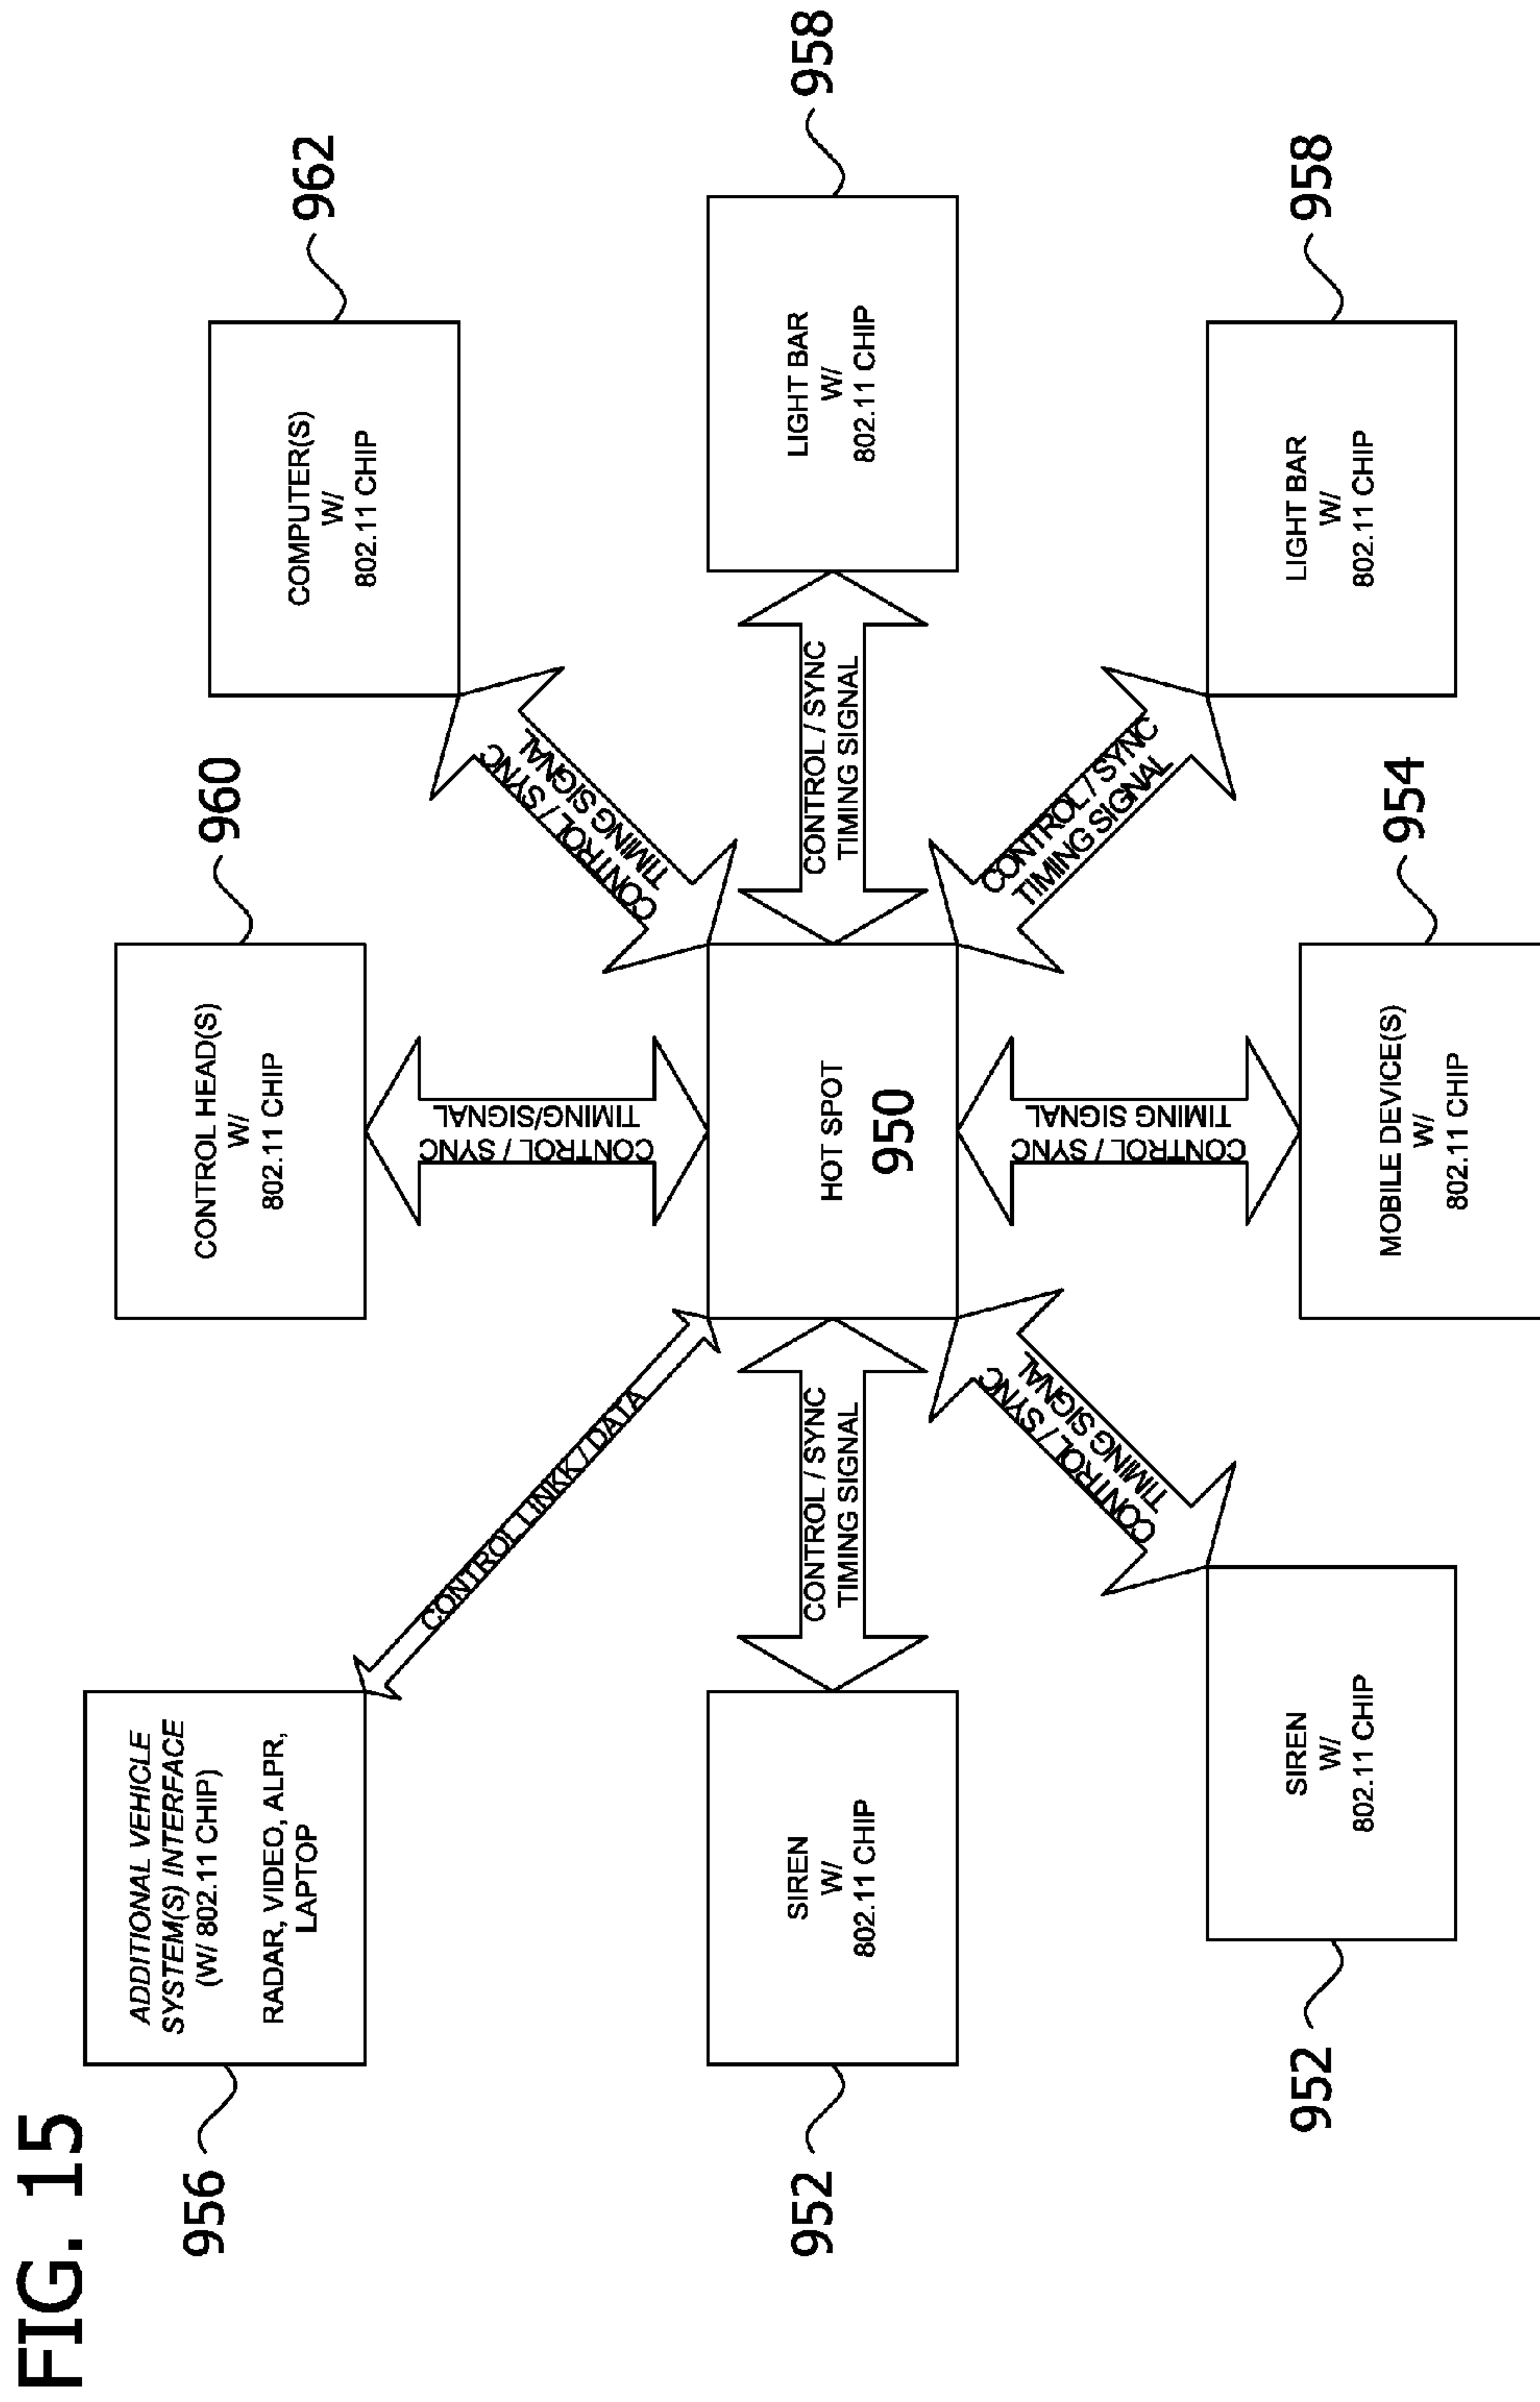 FIG. 15
956
ADDITIONAL VEHICLE
SYSTEM(S) INTERFACE
(W/ 802.11 CHIP)
RADAR, VIDEO, ALPR,
LAPTOP
CONTROL HEAD(S)
W/
802.11 CHIP
960
COMPUTER(S)
W/
802.11 CHIP
962
CONTROL LINKK / DATA
CONTROL / SYNC
TIMING/SIGNAL
CONTROL / SYNC
TIMING SIGNAL
952
SIREN
W/
802.11 CHIP
CONTROL / SYNC
TIMING SIGNAL
HOT SPOT
950
CONTROL / SYNC
TIMING SIGNAL
LIGHT BAR
W/
802.11 CHIP
958
CONTROL / SYNC
TIMING SIGNAL
CONTROL / SYNC
TIMING SIGNAL
CONTROL / SYNC
TIMING SIGNAL
952
SIREN
W/
802.11 CHIP
MOBILE DEVICE(S)
W/
802.11 CHIP
954
LIGHT BAR
W/
802.11 CHIP
958